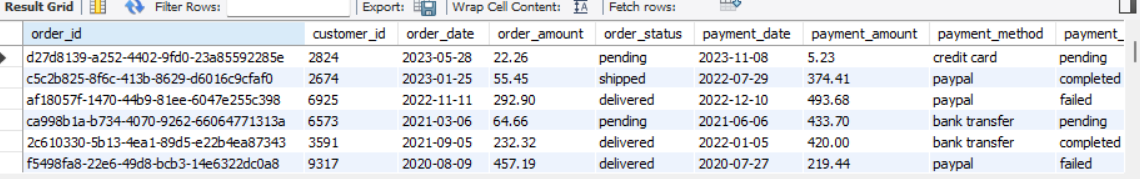 Result Grid Filter Rows: Export: Wrap Cell Content: Fetch rows:
order_id customer_id order_date order_amount order_status payment_date payment_amount payment_method payment_
d27d8139-a252-4402-9fd0-23a85592285e 2824 2023-05-28 22.26 pending 2023-11-08 5.23 credit card pending
c5c2b825-8f6c-413b-8629-d6016c9cfaf0 2674 2023-01-25 55.45 shipped 2022-07-29 374.41 paypal completed
af18057f-1470-44b9-81ee-6047e255c398 6925 2022-11-11 292.90 delivered 2022-12-10 493.68 paypal failed
ca998b1a-b734-4070-9262-66064771313a 6573 2021-03-06 64.66 pending 2021-06-06 433.70 bank transfer pending
2c610330-5b13-4ea1-89d5-e22b4ea87343 3591 2021-09-05 232.32 delivered 2022-01-05 420.00 bank transfer completed
f5498fa8-22e6-49d8-bcb3-14e6322dc0a8 9317 2020-08-09 457.19 delivered 2020-07-27 219.44 paypal failed